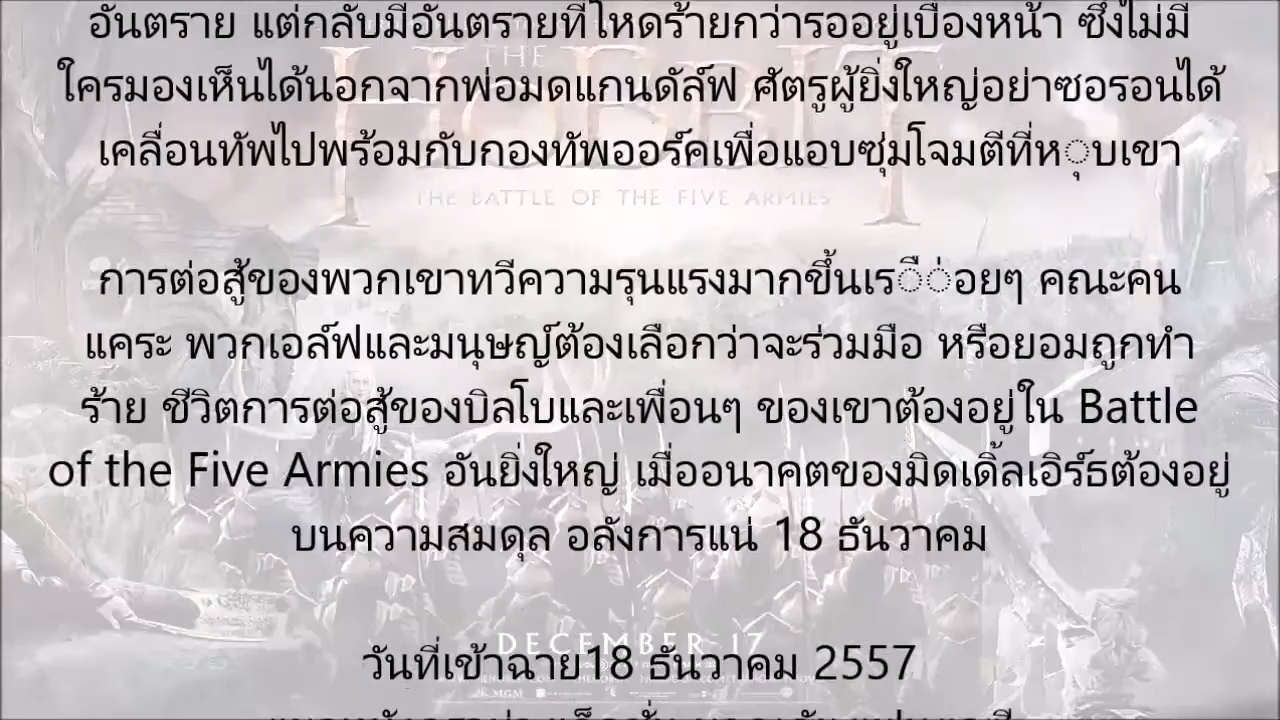 อันตราย แต่กลับมีอันตรายที่โหดร้ายกว่ารออยู่เบื้องหน้า ซึ่งไม่มี
THE
HOBBIT
ใครมองเห็นได้นอกจากพ่อมดแกนดัล์ฟ ศัตรูผู้ยิ่งใหญ่อย่าซอรอนได้
เคลื่อนทัพไปพร้อมกับกองทัพออร์คเพื่อแอบซุ่มโจมตีที่ห ุบเขา
THE BATTLE OF THE FIVE ARMIES
การต่อสู้ของพวกเขาทวีความรุนแรงมากขึ้นเร ื ่อยๆ คณะคน
แคระ พวกเอล์ฟและมนุษญ์ต้องเลือกว่าจะร่วมมือ หรือยอมถูกทำ
ร้าย ชีวิตการต่อสู้ของบิลโบและเพื่อนๆ ของเขาต้องอยู่ใน Battle
of the Five Armies อันยิ่งใหญ่ เมื่ออนาคตของมิดเดิ้ลเอิร์ธต้องอยู่
บนความสมดุล อลังการแน่ 18 ธันวาคม
DECEMBER 17
วันที่เข้าฉาย18 ธันวาคม 2557
MGM